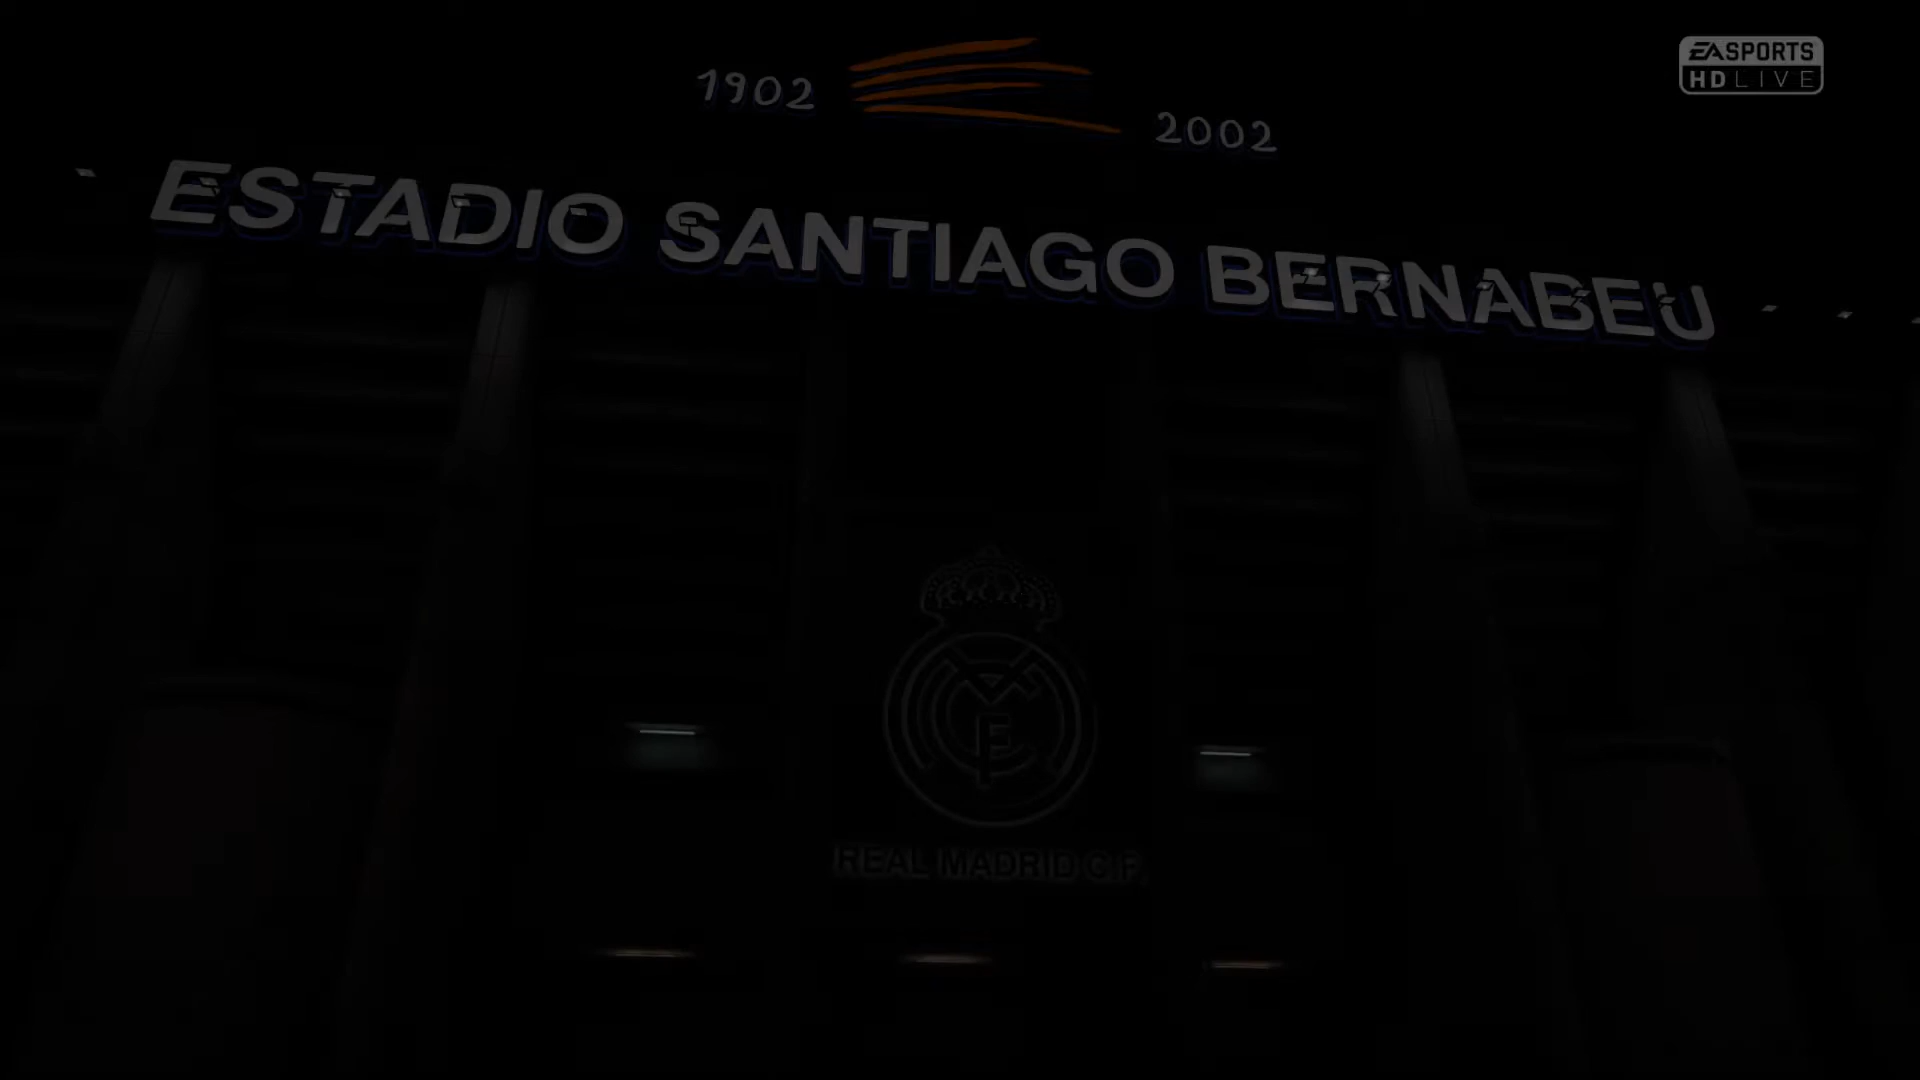 EA SPORTS
HD LIVE
1902
2002
ESTADIO SANTIAGO BERNABEU
REAL MADRID C.F.